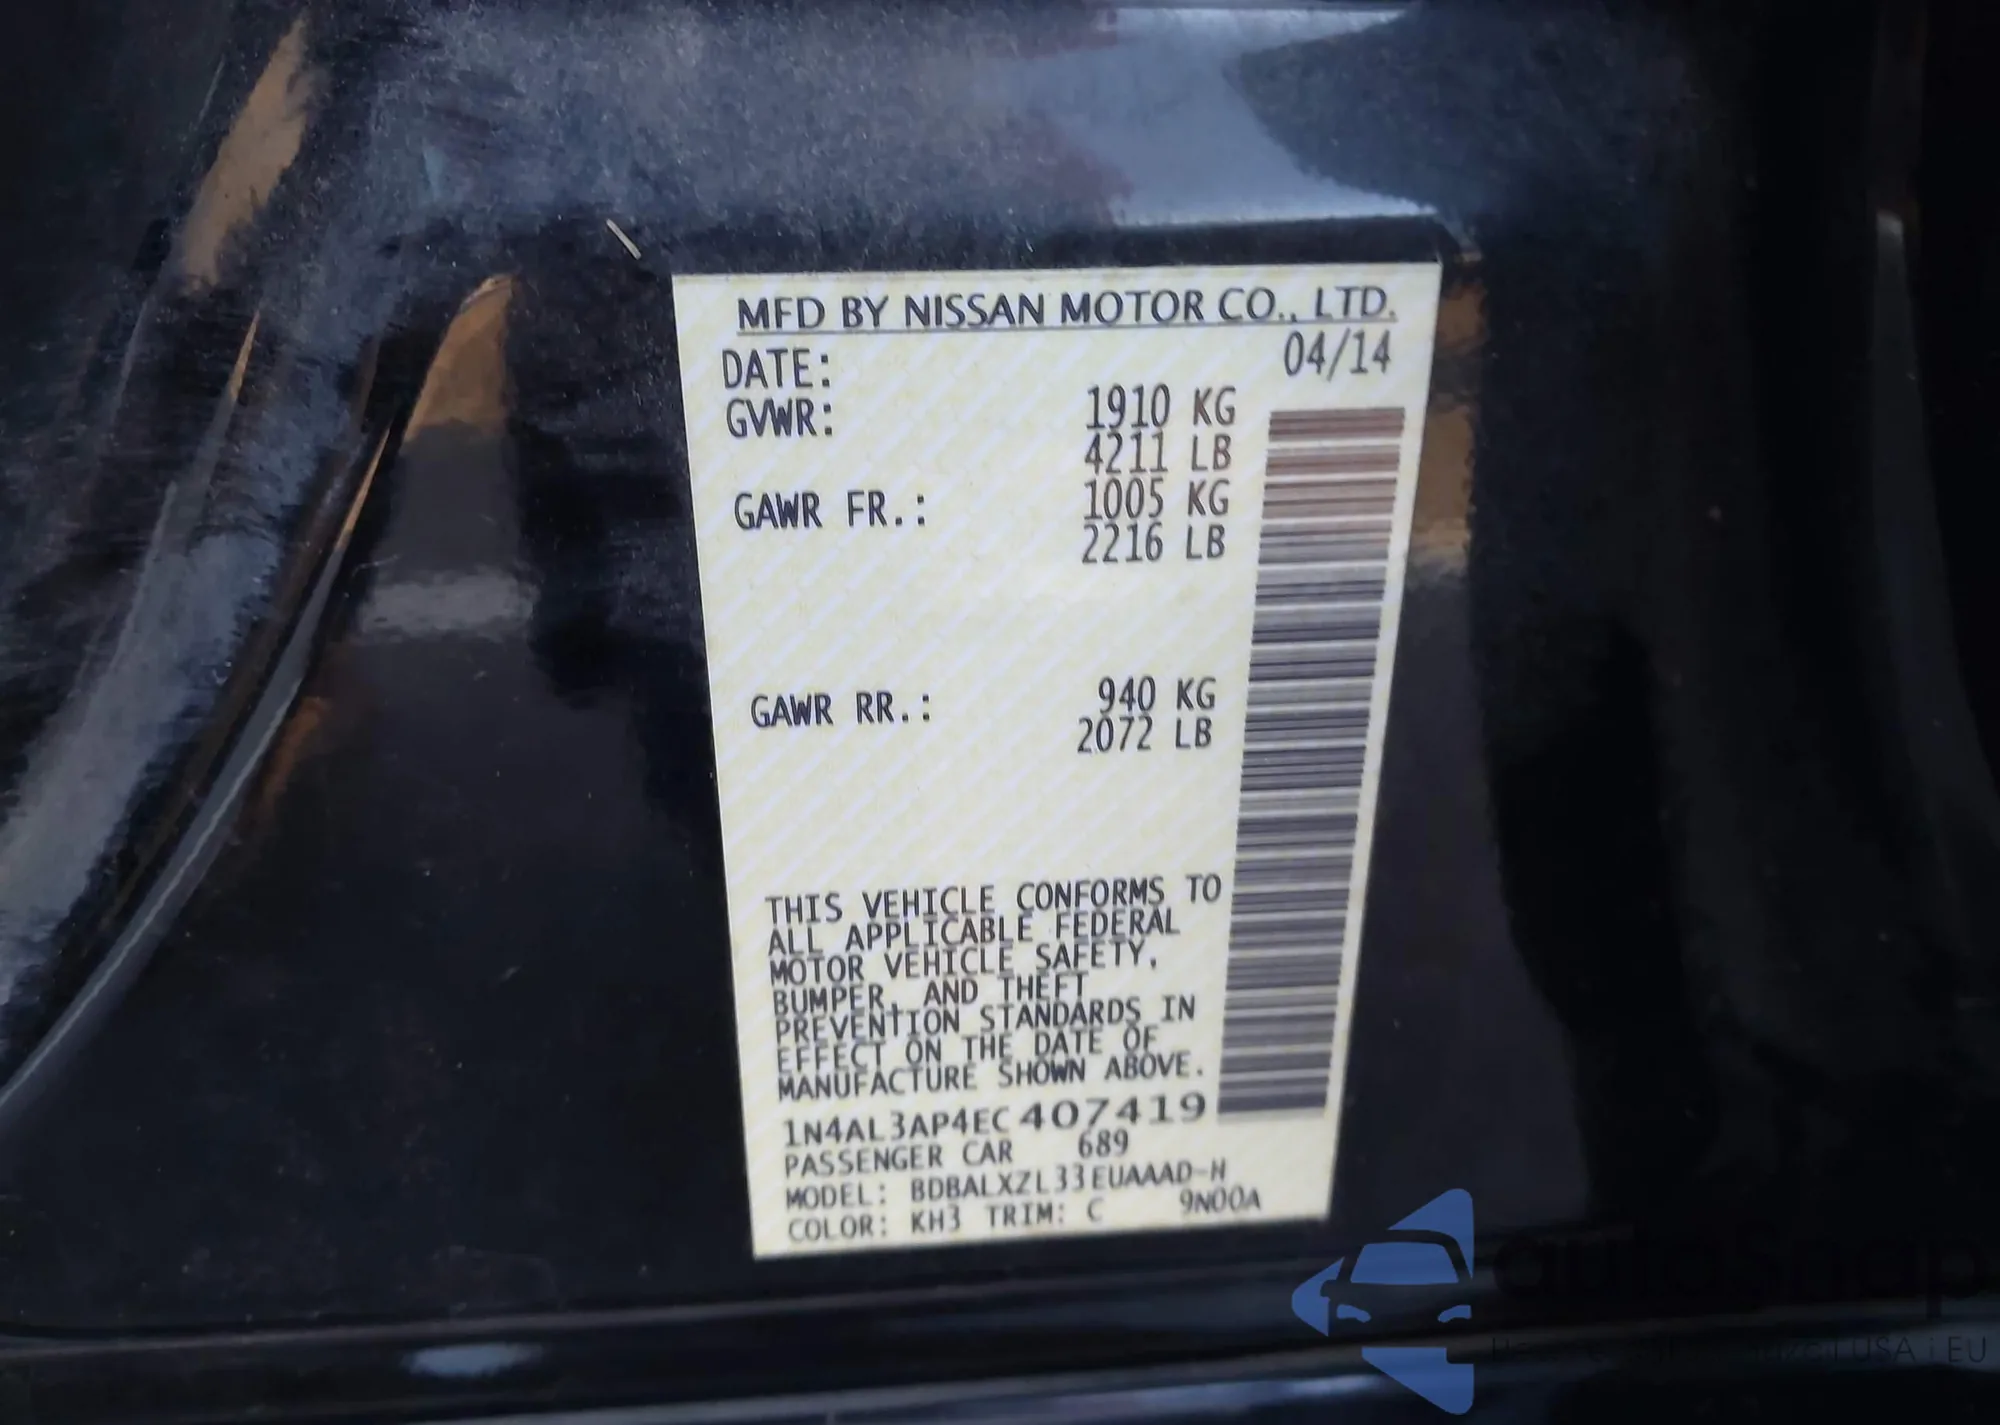 MFD BY NISSAN MOTOR CO., LTD.
DATE: 04/14
GVWR: 1910 KG
4211 LB
GAWR FR.: 1005 KG
2216 LB
GAWR RR.: 940 KG
2072 LB
THIS VEHICLE CONFORMS TO
ALL APPLICABLE FEDERAL
MOTOR VEHICLE SAFETY,
BUMPER, AND THEFT
PREVENTION STANDARDS IN
EFFECT ON THE DATE OF
MANUFACTURE SHOWN ABOVE.
1N4AL3AP4EC407419
PASSENGER CAR 689
MODEL: BDBALXZL33EUAAAD-N
COLOR: KH3 TRIM: C 9N00A
USA i EU